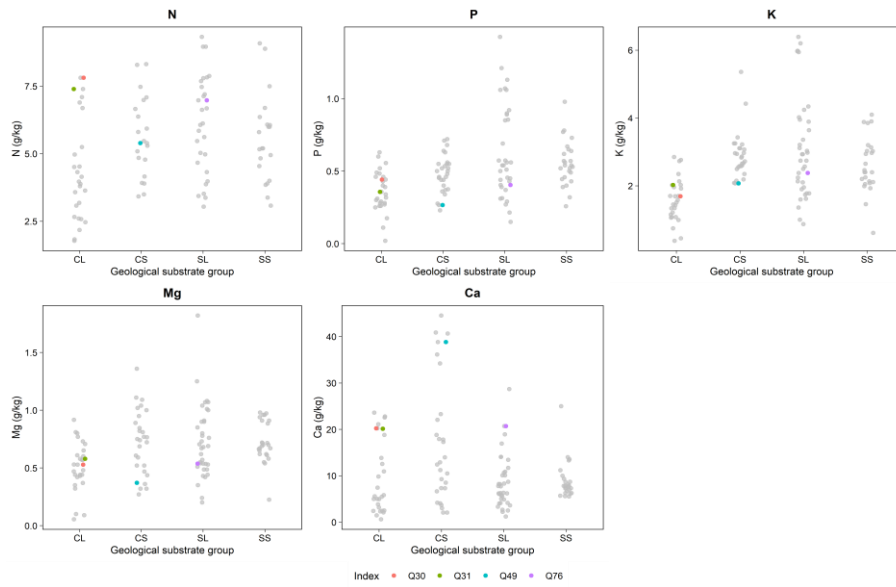 N
P
K
7.5
5.0
2.5
N (g/kg)
CL CS SL SS
Geological substrate group
1.0
0.5
0.0
P (g/kg)
CL CS SL SS
Geological substrate group
6
4
2
K (g/kg)
CL CS SL SS
Geological substrate group
Mg
Ca
1.5
1.0
0.5
0.0
Mg (g/kg)
CL CS SL SS
Geological substrate group
40
30
20
10
0
Ca (g/kg)
CL CS SL SS
Geological substrate group
Index Q30 Q31 Q49 Q76